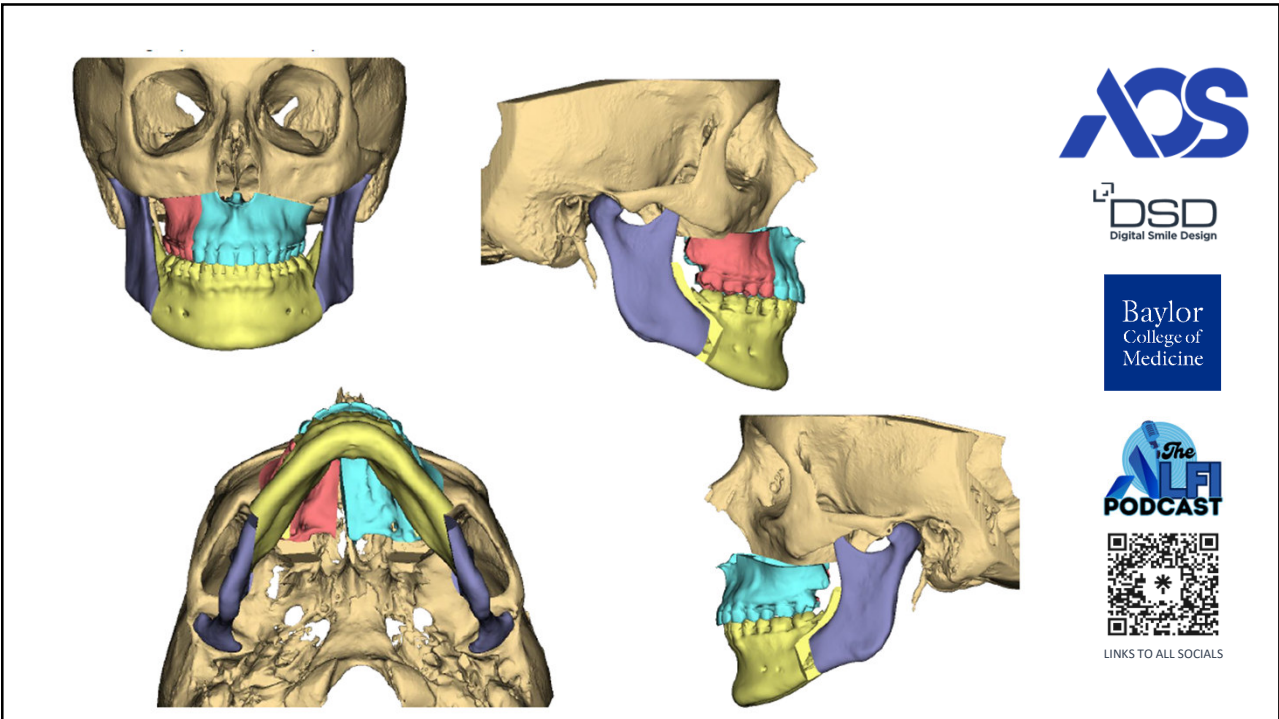 AOS
DSD
Digital Smile Design
Baylor
College of
Medicine
The
ALFI
PODCAST
LINKS TO ALL SOCIALS